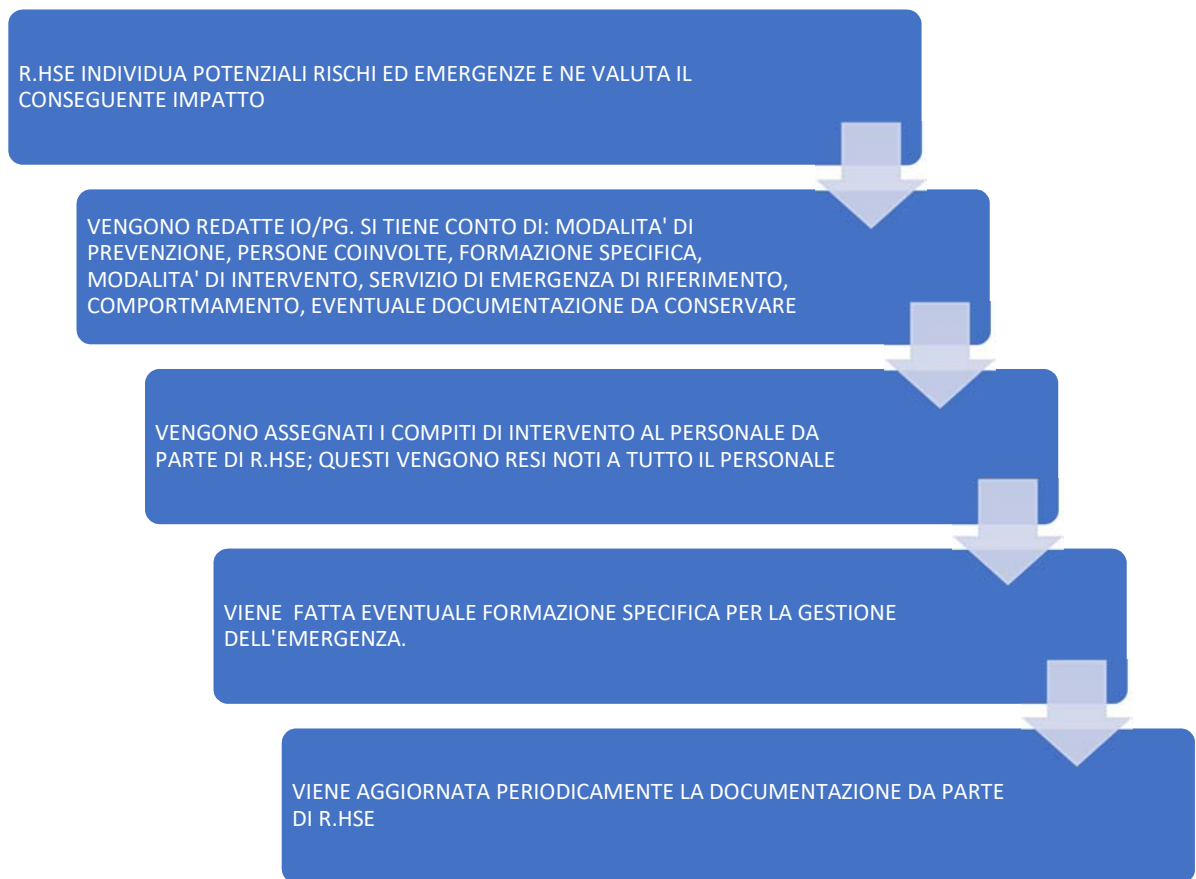 R.HSE INDIVIDUA POTENZIALI RISCHI ED EMERGENZE E NE VALUTA IL
CONSEGUENTE IMPATTO
VENGONO REDATTE IO/PG. SI TIENE CONTO DI: MODALITA' DI
PREVENZIONE, PERSONE COINVOLTE, FORMAZIONE SPECIFICA,
MODALITA' DI INTERVENTO, SERVIZIO DI EMERGENZA DI RIFERIMENTO,
COMPORTMAMENTO, EVENTUALE DOCUMENTAZIONE DA CONSERVARE
VENGONO ASSEGNATI I COMPITI DI INTERVENTO AL PERSONALE DA
PARTE DI R.HSE; QUESTI VENGONO RESI NOTI A TUTTO IL PERSONALE
VIENE  FATTA EVENTUALE FORMAZIONE SPECIFICA PER LA GESTIONE
DELL'EMERGENZA.
VIENE AGGIORNATA PERIODICAMENTE LA DOCUMENTAZIONE DA PARTE
DI R.HSE